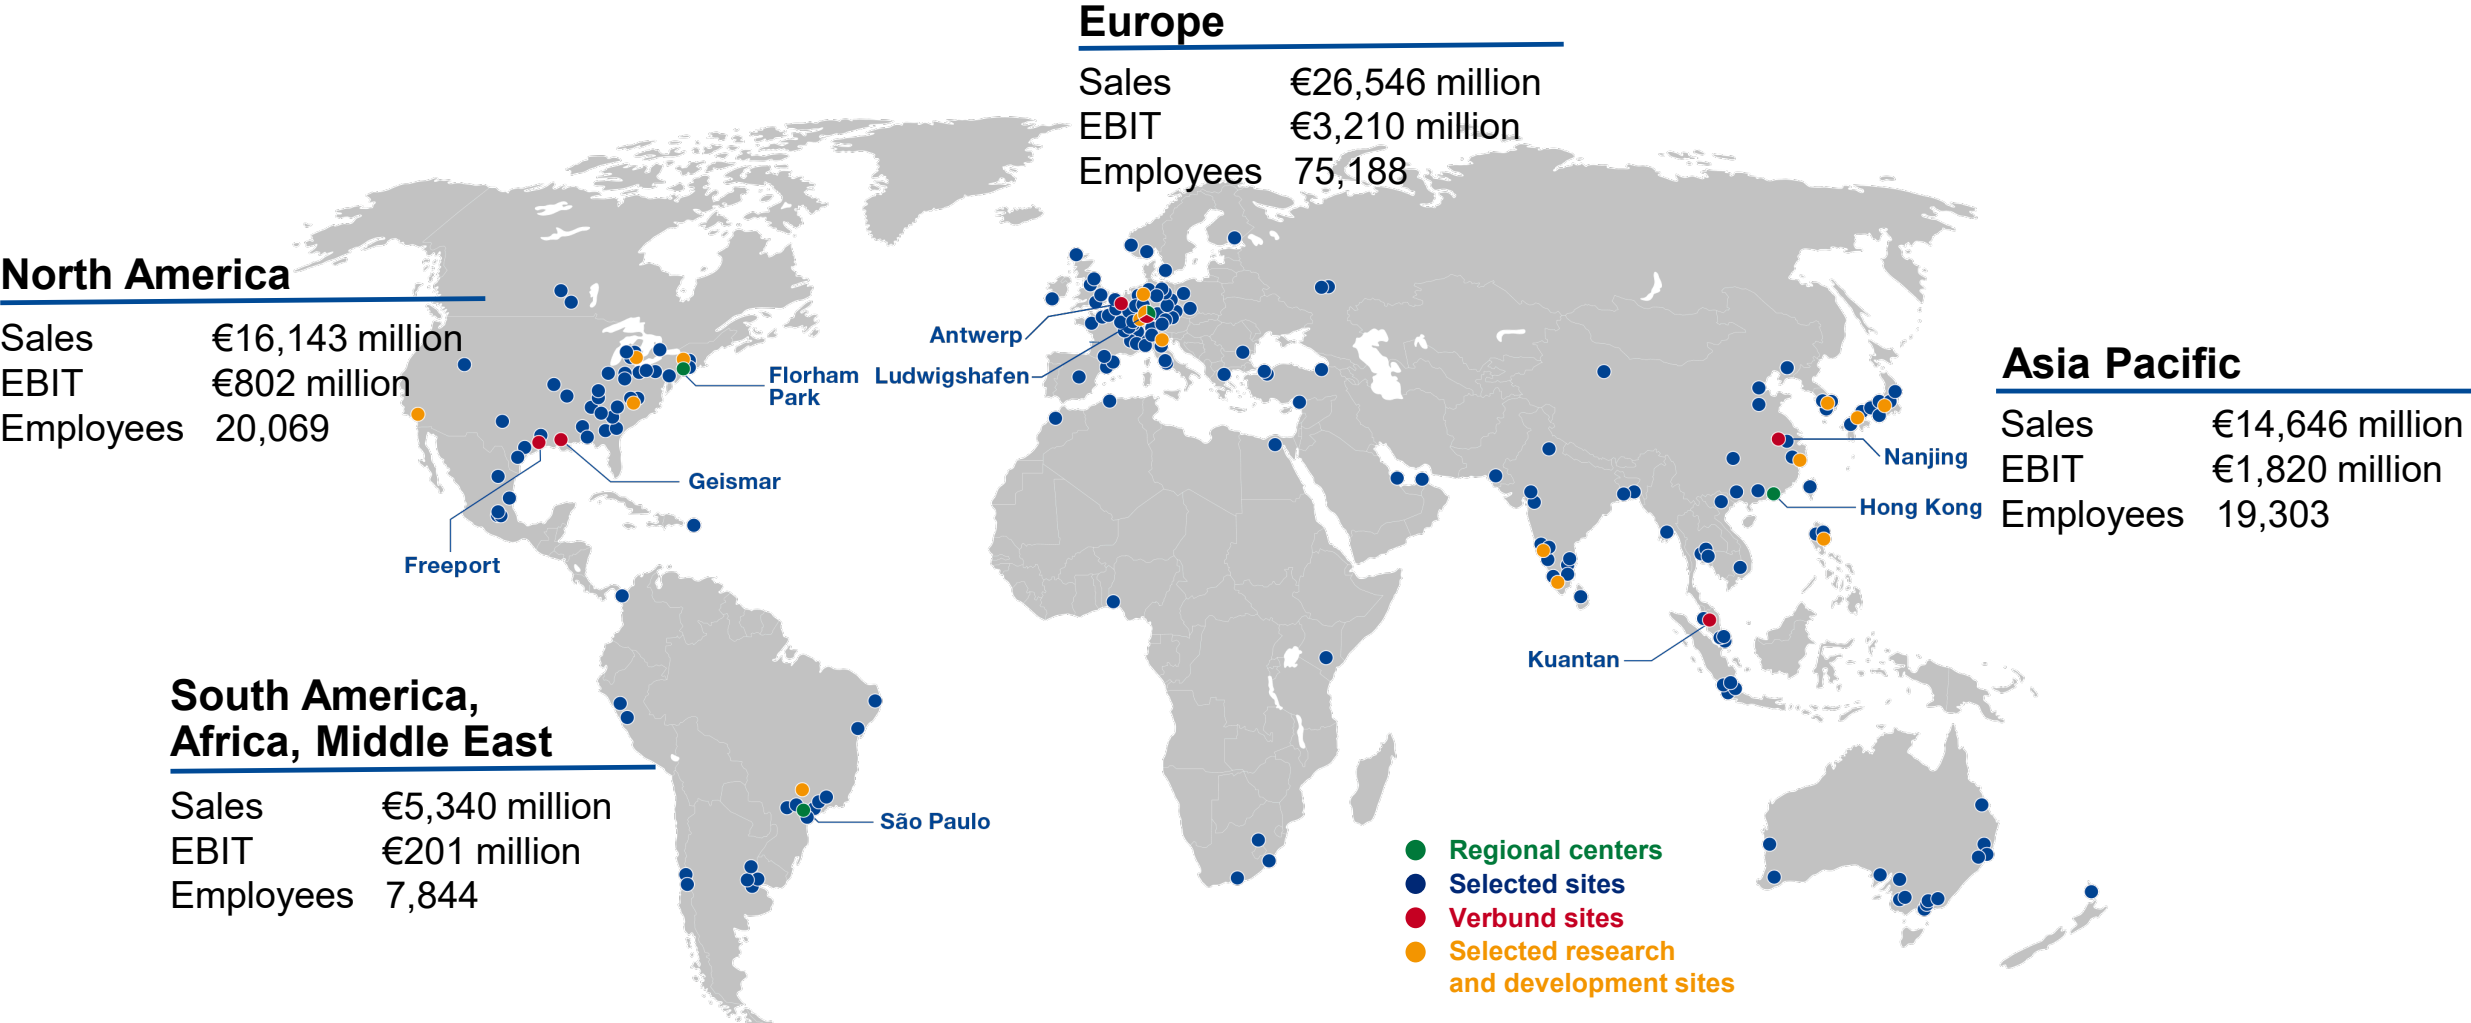 Europe
Sales €26,546 million
EBIT €3,210 million
Employees 75,188
North America
Sales €16,143 million
EBIT €802 million
Employees 20,069
Antwerp
Ludwigshafen
Florham
Park
Geismar
Freeport
Asia Pacific
Sales €14,646 million
EBIT €1,820 million
Employees 19,303
Nanjing
Hong Kong
Kuantan
South America,
Africa, Middle East
Sales €5,340 million
EBIT €201 million
Employees 7,844
São Paulo
Regional centers
Selected sites
Verbund sites
Selected research
and development sites